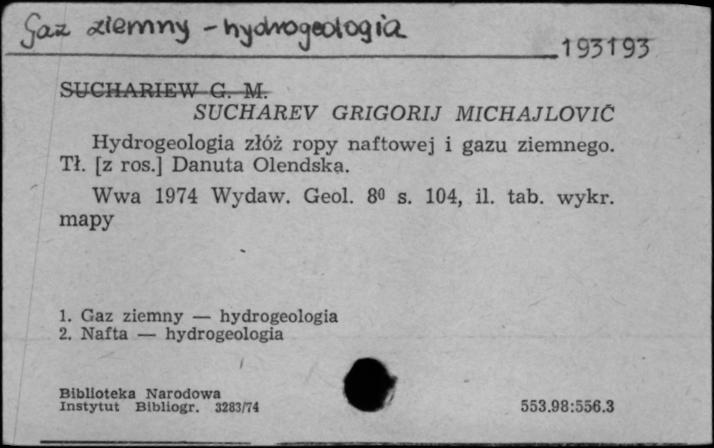 Gaz ziemny - hydrogeologia
193193
SUCHARIEW G. M.
SUCHAREV GRIGORIJ MICHAJLOVIČ
Hydrogeologia złóż ropy naftowej i gazu ziemnego.
Tł. [z ros.] Danuta Olendska.
Wwa 1974 Wydaw. Geol. 8⁰ s. 104, il. tab. wykr.
mapy
1. Gaz ziemny — hydrogeologia
2. Nafta — hydrogeologia
Biblioteka Narodowa
Instytut Bibliogr. 3283/74
553.98:556.3